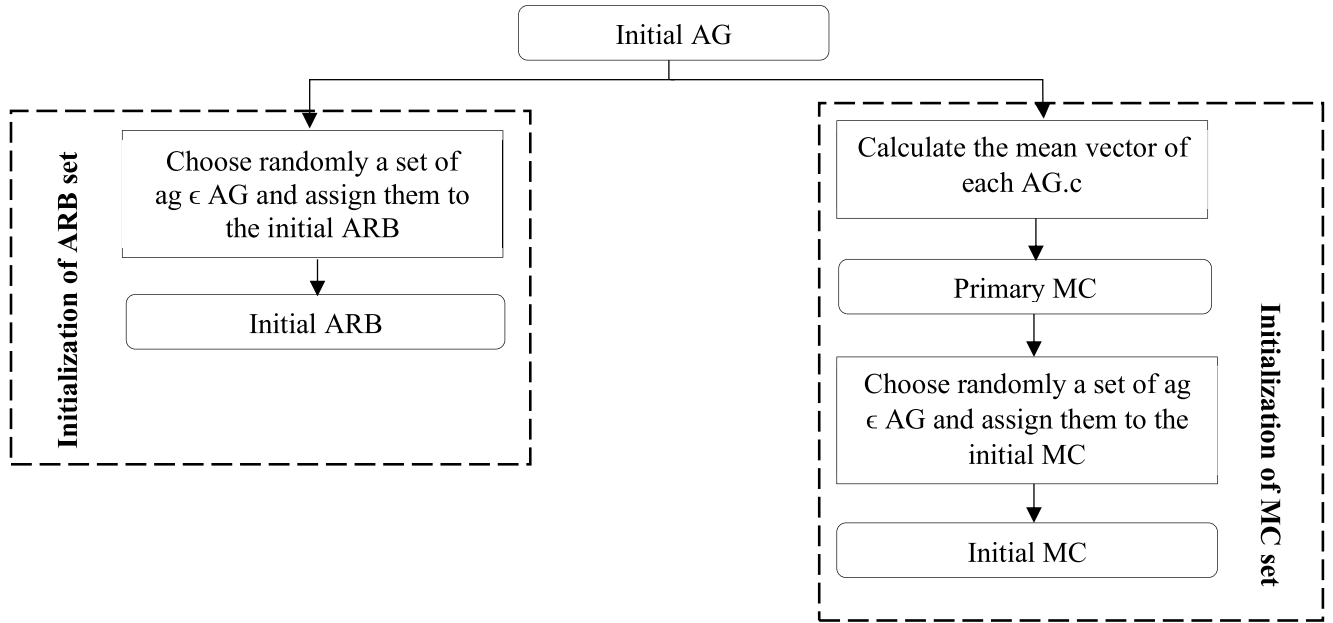 Initial AG
Initialization of ARB set
Choose randomly a set of
ag ϵ AG and assign them to
the initial ARB
Initial ARB
Calculate the mean vector of
each AG.c
Primary MC
Choose randomly a set of ag
ϵ AG and assign them to the
initial MC
Initial MC
Initialization of MC set